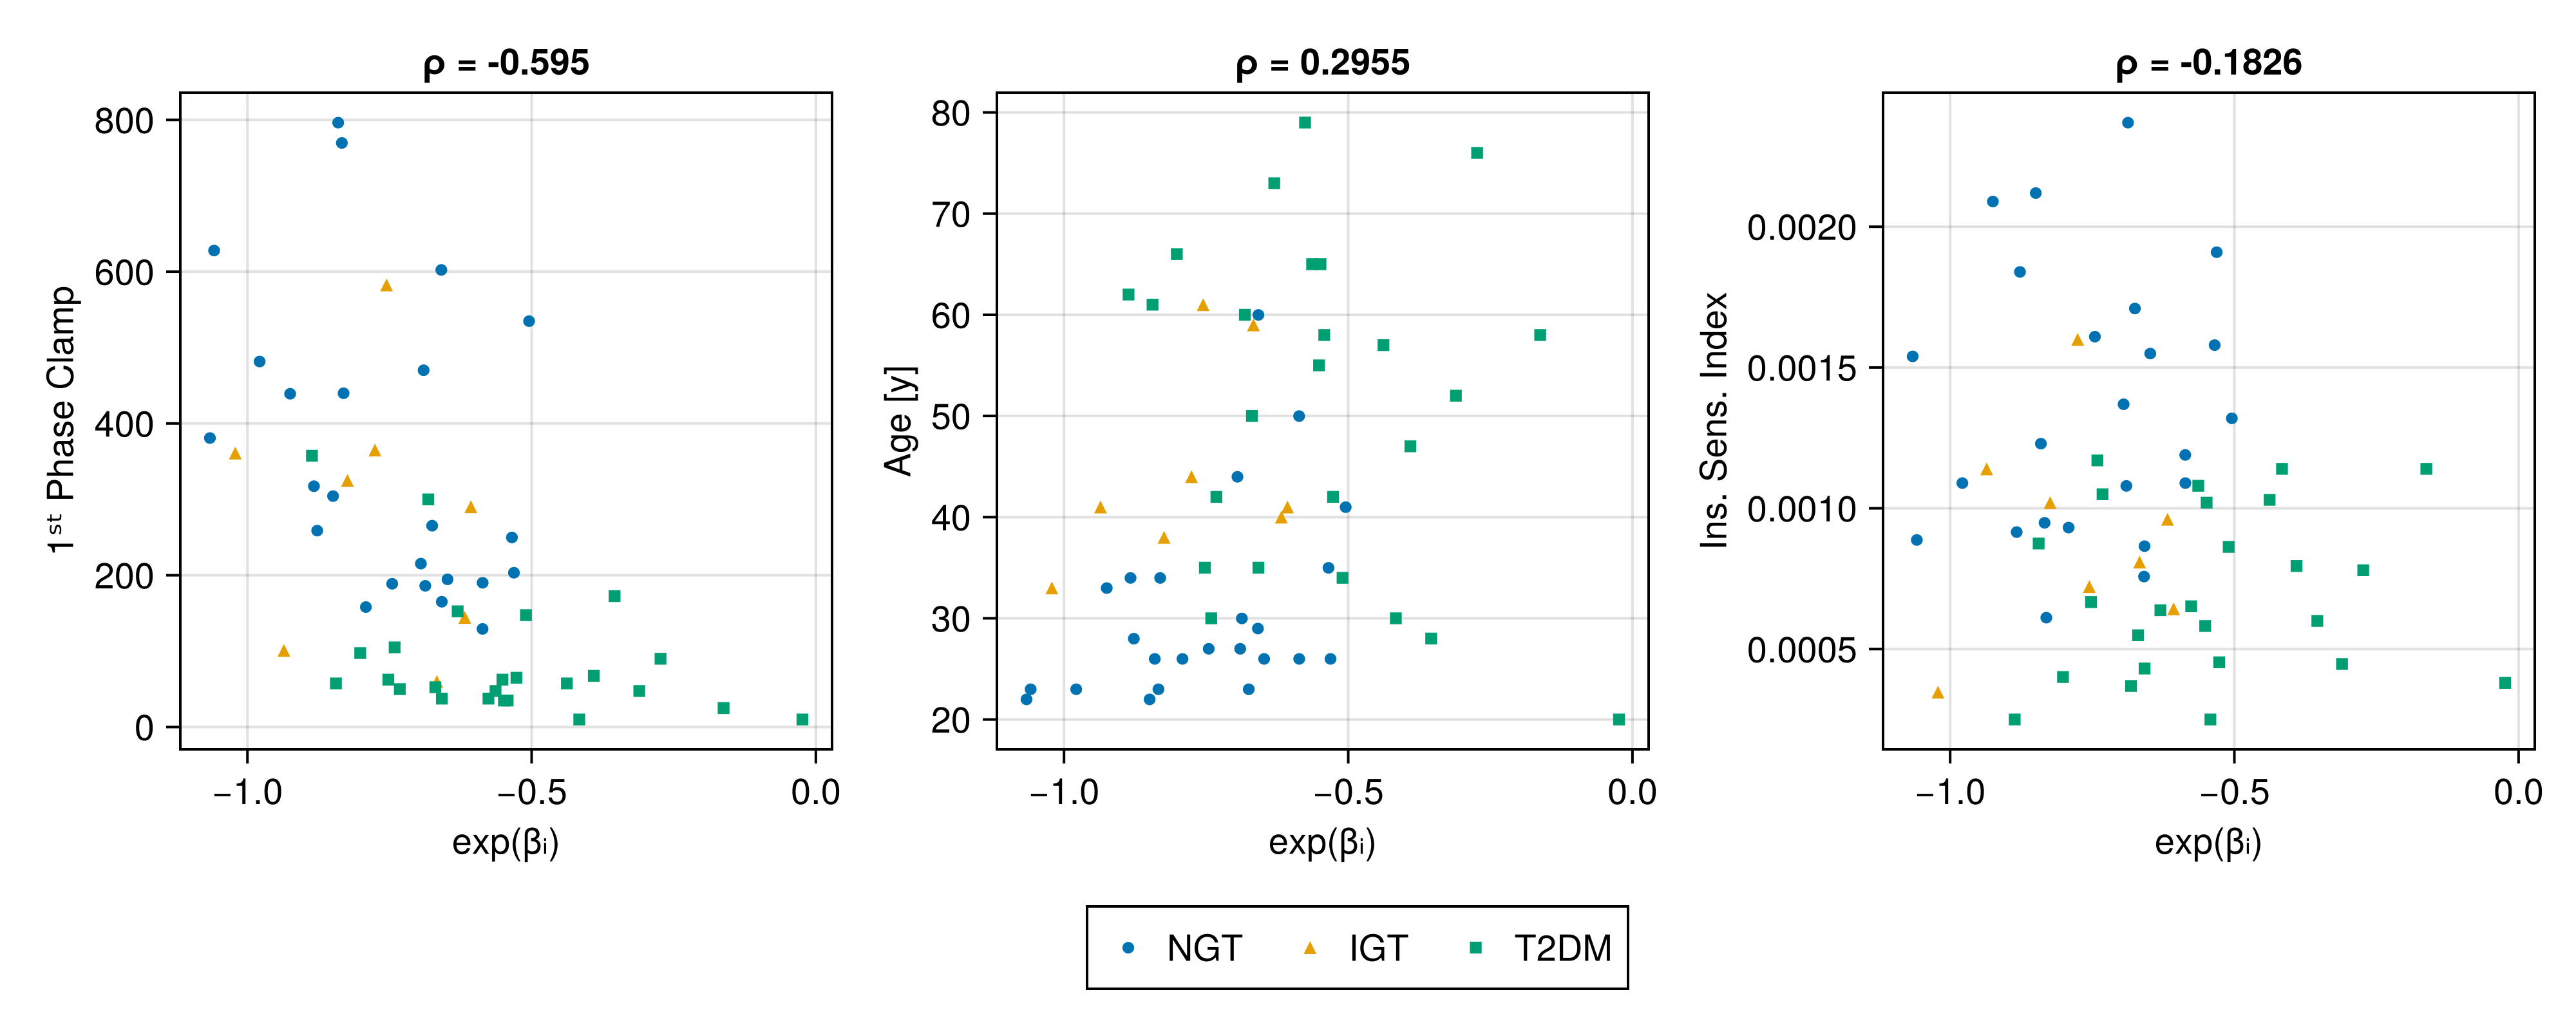 ρ = -0.595
1ˢᵗ Phase Clamp
800
600
400
200
0
−1.0 −0.5 0.0
exp(βᵢ)
ρ = 0.2955
Age [y]
80
70
60
50
40
30
20
−1.0 −0.5 0.0
exp(βᵢ)
ρ = -0.1826
Ins. Sens. Index
0.0020
0.0015
0.0010
0.0005
−1.0 −0.5 0.0
exp(βᵢ)
NGT IGT T2DM